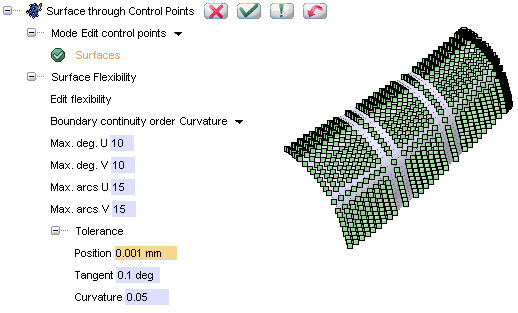 Surface through Control Points
Mode Edit control points
Surfaces
Surface Flexibility
Edit flexibility
Boundary continuity order Curvature
Max. deg. U 10
Max. deg. V 10
Max. arcs U 15
Max. arcs V 15
Tolerance
Position 0.001 mm
Tangent 0.1 deg
Curvature 0.05